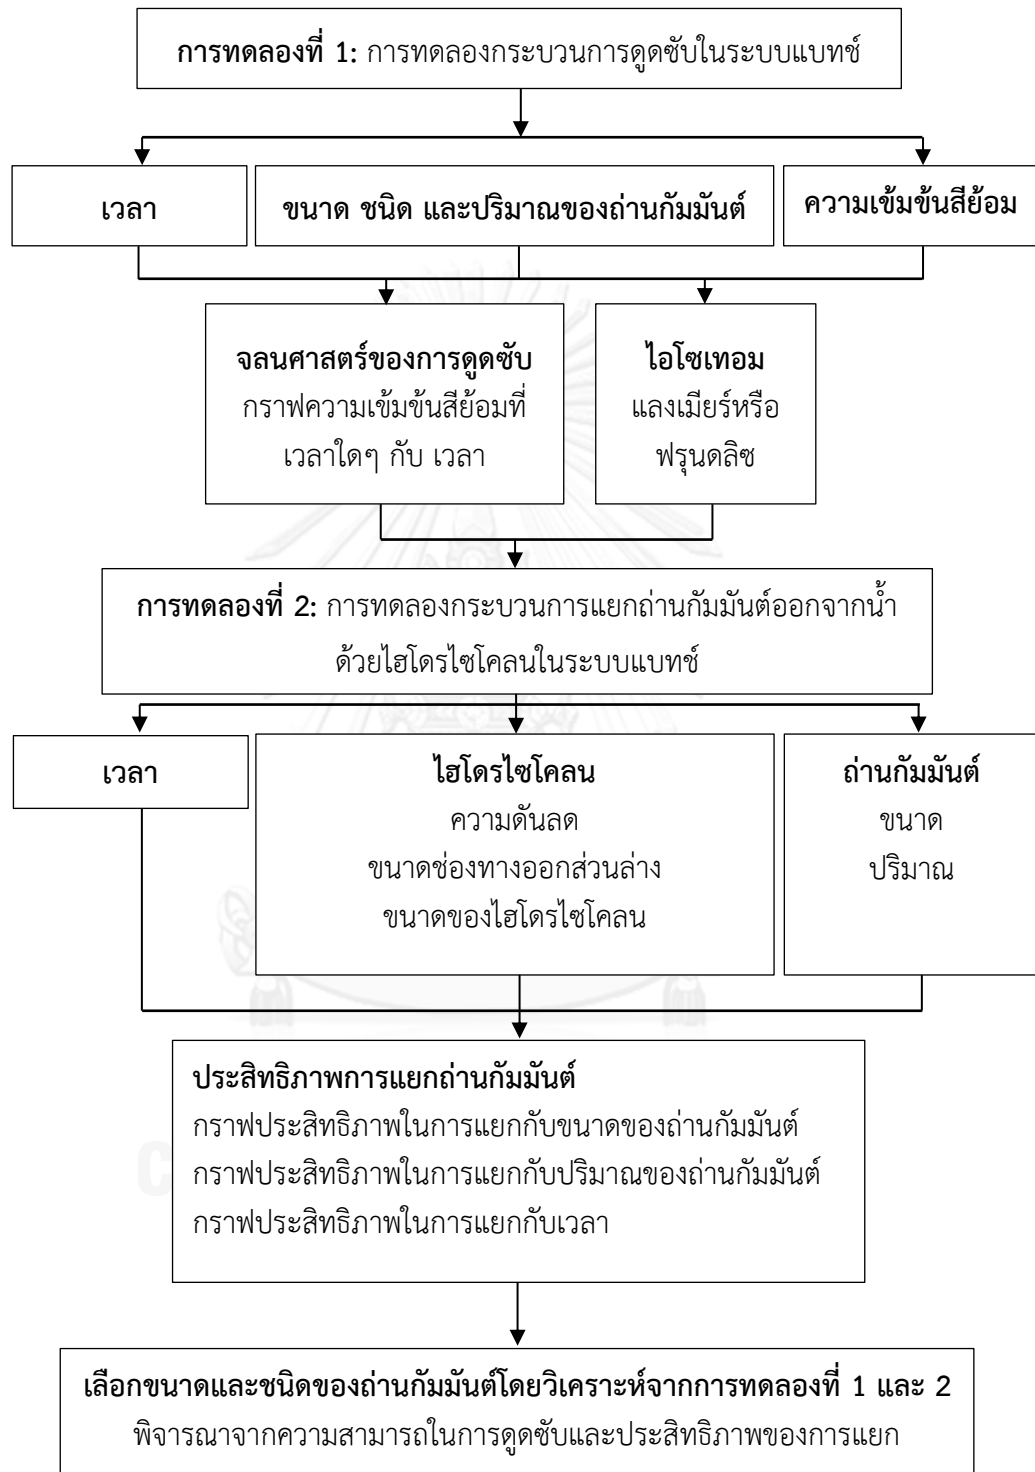 การทดลองที่ 1: การทดลองกระบวนการดูดซับในระบบแบทช์
เวลา
ขนาด ชนิด และปริมาณของถ่านกัมมันต์
ความเข้มข้นสีย้อม
จลนศาสตร์ของการดูดซับ
กราฟความเข้มข้นสีย้อมที่
เวลาใดๆ กับ เวลา
ไอโซเทอม
แลงเมียร์หรือ
ฟรุนดลิซ
การทดลองที่ 2: การทดลองกระบวนการแยกถ่านกัมมันต์ออกจากน้ำ
ด้วยไฮโดรไซโคลนในระบบแบทช์
เวลา
ไฮโดรไซโคลน
ความดันลด
ขนาดช่องทางออกส่วนล่าง
ขนาดของไฮโดรไซโคลน
ถ่านกัมมันต์
ขนาด
ปริมาณ
ประสิทธิภาพการแยกถ่านกัมมันต์
กราฟประสิทธิภาพในการแยกกับขนาดของถ่านกัมมันต์
กราฟประสิทธิภาพในการแยกกับปริมาณของถ่านกัมมันต์
กราฟประสิทธิภาพในการแยกกับเวลา
เลือกขนาดและชนิดของถ่านกัมมันต์โดยวิเคราะห์จากการทดลองที่ 1 และ 2
พิจารณาจากความสามารถในการดูดซับและประสิทธิภาพของการแยก